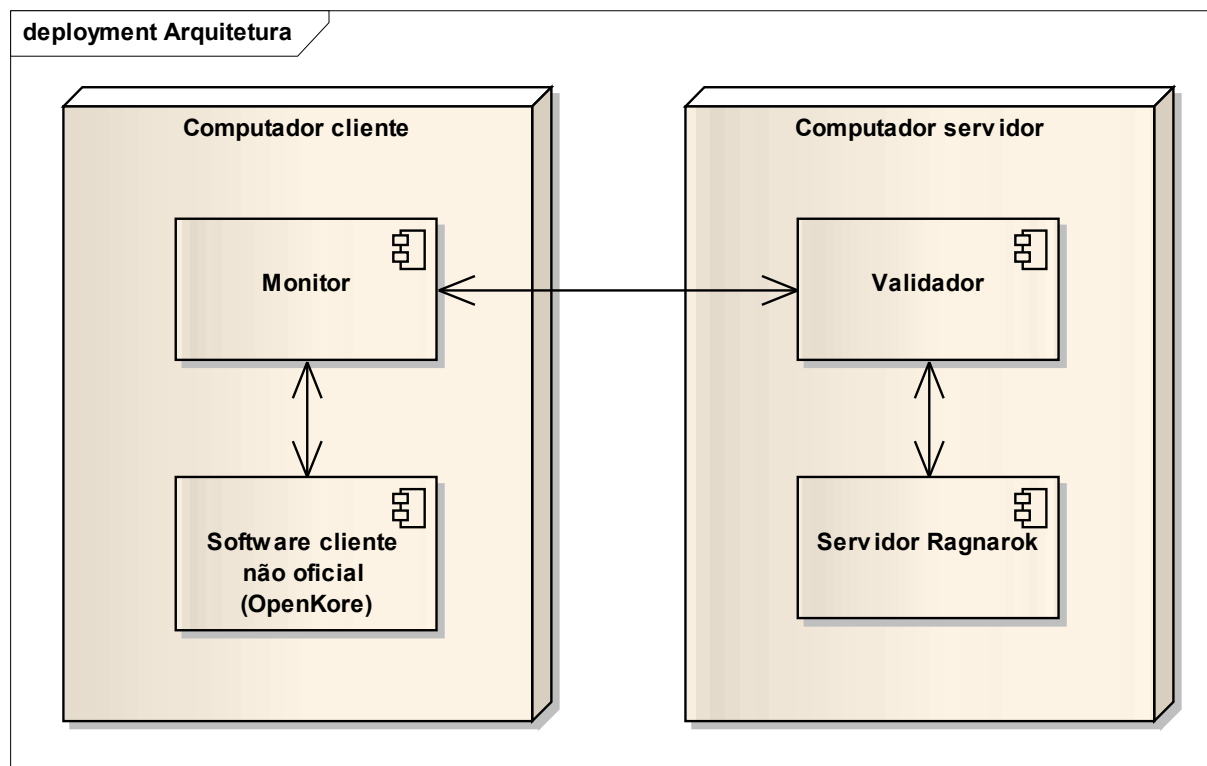 deployment Arquitetura
Computador cliente
Computador servidor
Monitor
Validador
Software cliente
não oficial
(OpenKore)
Servidor Ragnarok